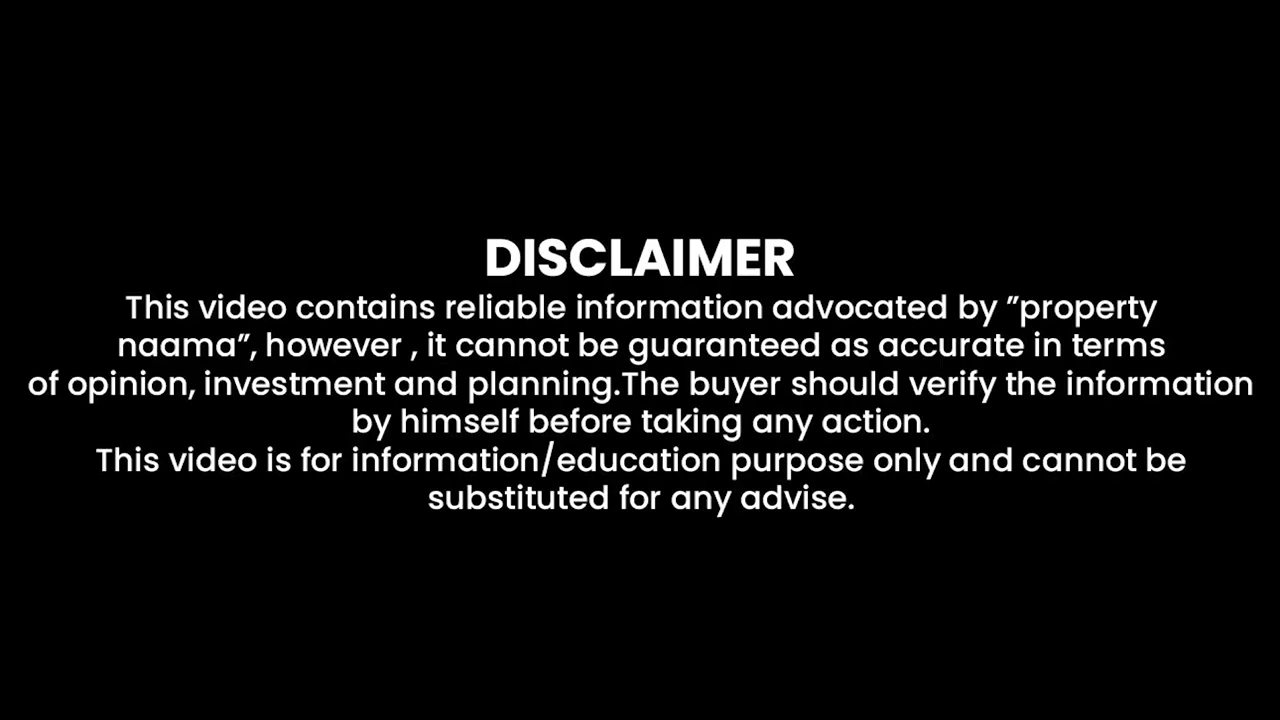 DISCLAIMER
This video contains reliable information advocated by ”property
naama”, however , it cannot be guaranteed as accurate in terms
of opinion, investment and planning.The buyer should verify the information
by himself before taking any action.
This video is for information/education purpose only and cannot be
substituted for any advise.